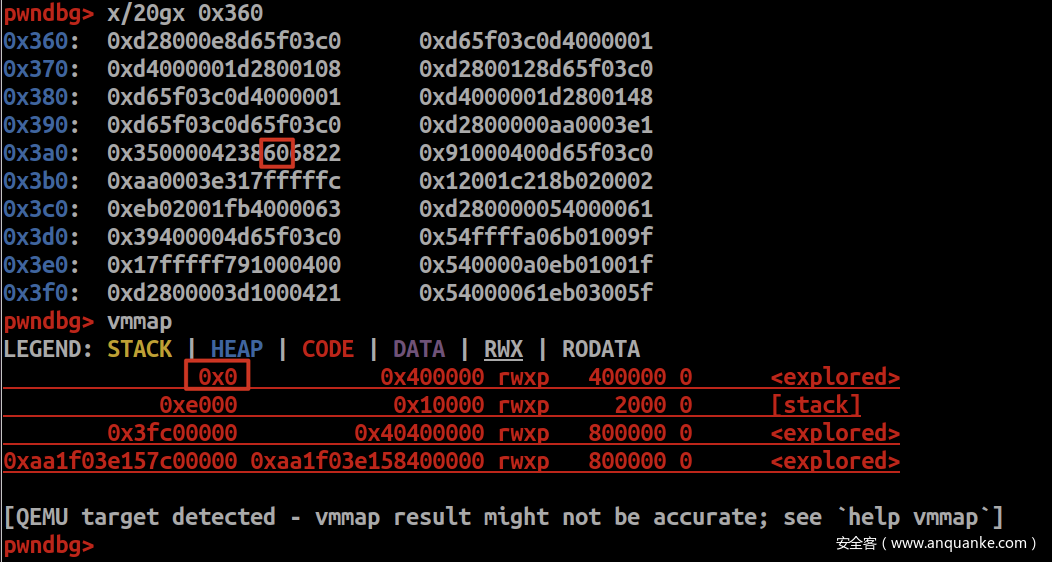 pwndbg> x/20gx 0x360
0x360: 0xd28000e8d65f03c0 0xd65f03c0d4000001
0x370: 0xd4000001d2800108 0xd2800128d65f03c0
0x380: 0xd65f03c0d4000001 0xd4000001d2800148
0x390: 0xd65f03c0d65f03c0 0xd2800000aa0003e1
0x3a0: 0x3500004238606822 0x91000400d65f03c0
0x3b0: 0xaa0003e317fffffc 0x12001c218b020002
0x3c0: 0xeb02001fb4000063 0xd280000054000061
0x3d0: 0x39400004d65f03c0 0x54ffffa06b01009f
0x3e0: 0x17fffff791000400 0x540000a0eb01001f
0x3f0: 0xd2800003d1000421 0x54000061eb03005f
pwndbg> vmmap
LEGEND: STACK | HEAP | CODE | DATA | RWX | RODATA
0x0 0x400000 rwxp 400000 0 <explored>
0xe000 0x10000 rwxp 2000 0 [stack]
0x3fc00000 0x40400000 rwxp 800000 0 <explored>
0xaa1f03e157c00000 0xaa1f03e158400000 rwxp 800000 0 <explored>
[QEMU target detected - vmmap result might not be accurate; see `help vmmap`]
pwndbg>
安全客（www.anquanke.com）